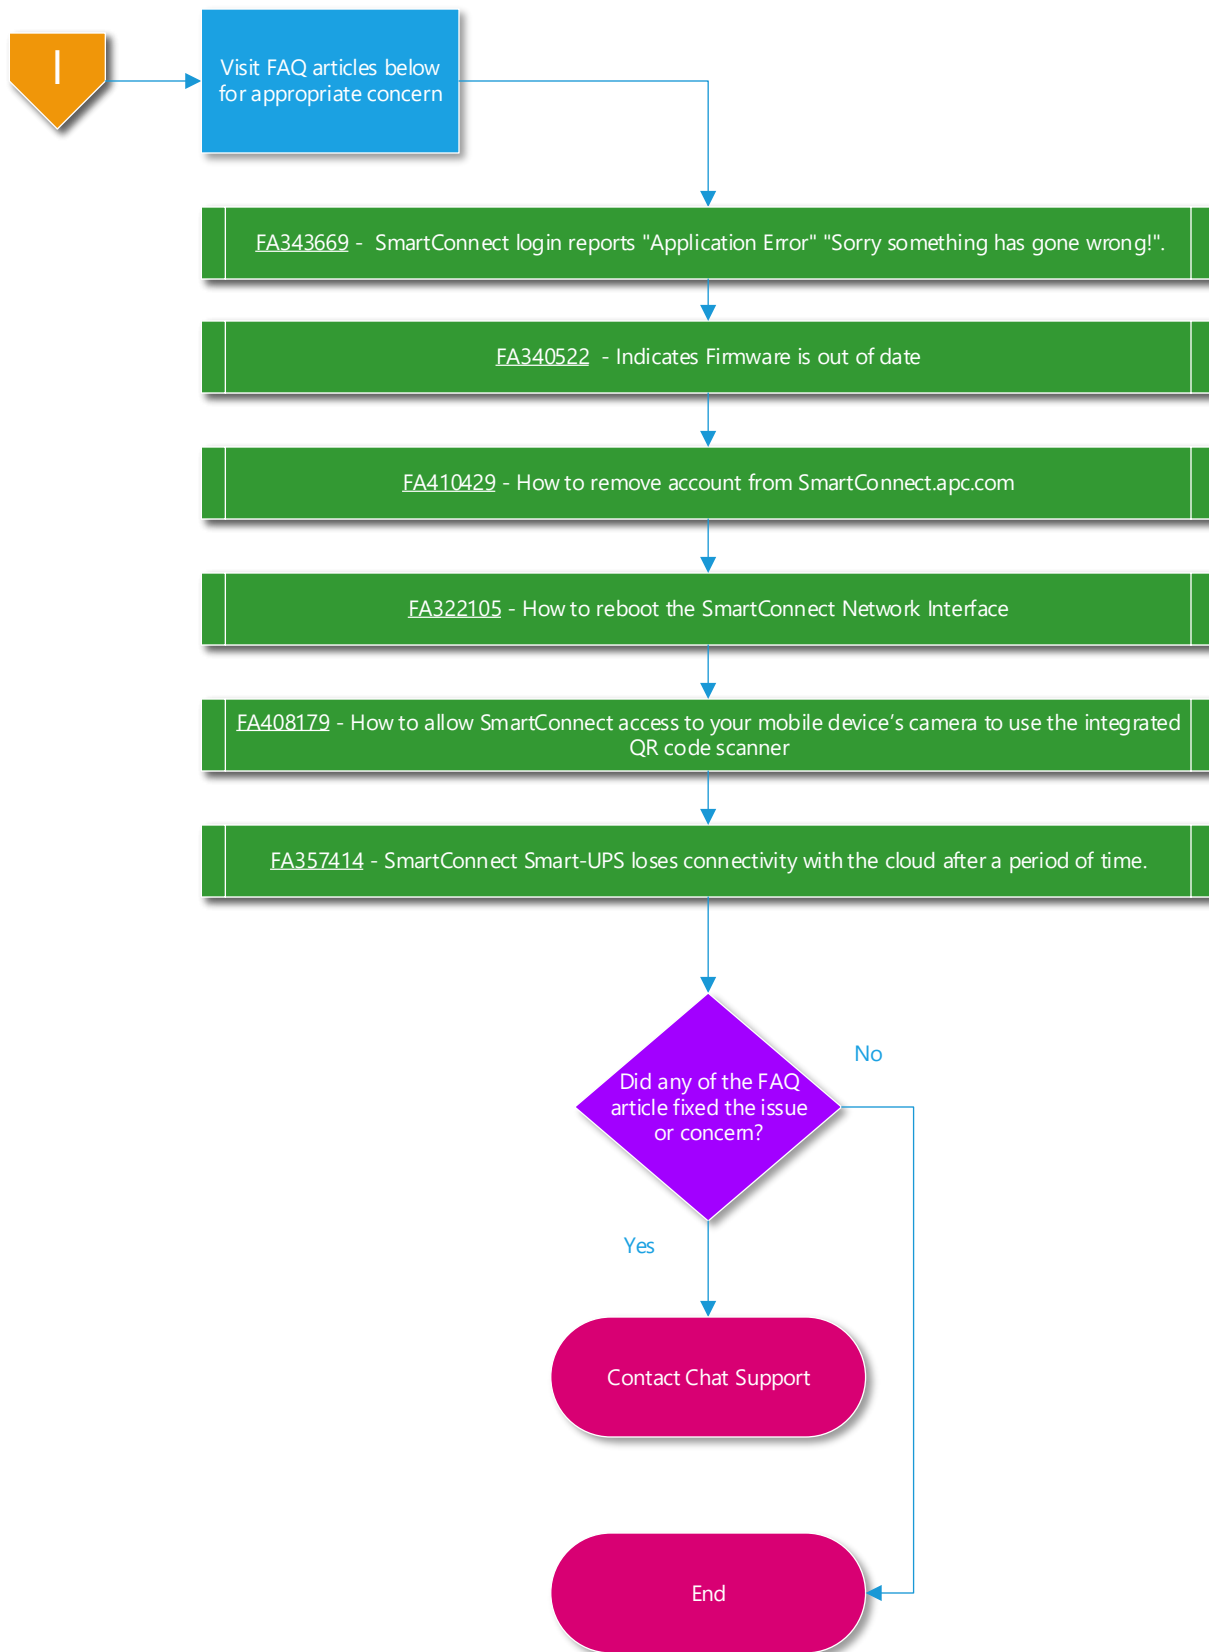 I
Visit FAQ articles below
for appropriate concern
FA343669 - SmartConnect login reports "Application Error" "Sorry something has gone wrong!".
FA340522 - Indicates Firmware is out of date
FA410429 - How to remove account from SmartConnect.apc.com
FA322105 - How to reboot the SmartConnect Network Interface
FA408179 - How to allow SmartConnect access to your mobile device’s camera to use the integrated
QR code scanner
FA357414 - SmartConnect Smart-UPS loses connectivity with the cloud after a period of time.
Did any of the FAQ
article fixed the issue
or concern?
No
Yes
Contact Chat Support
End